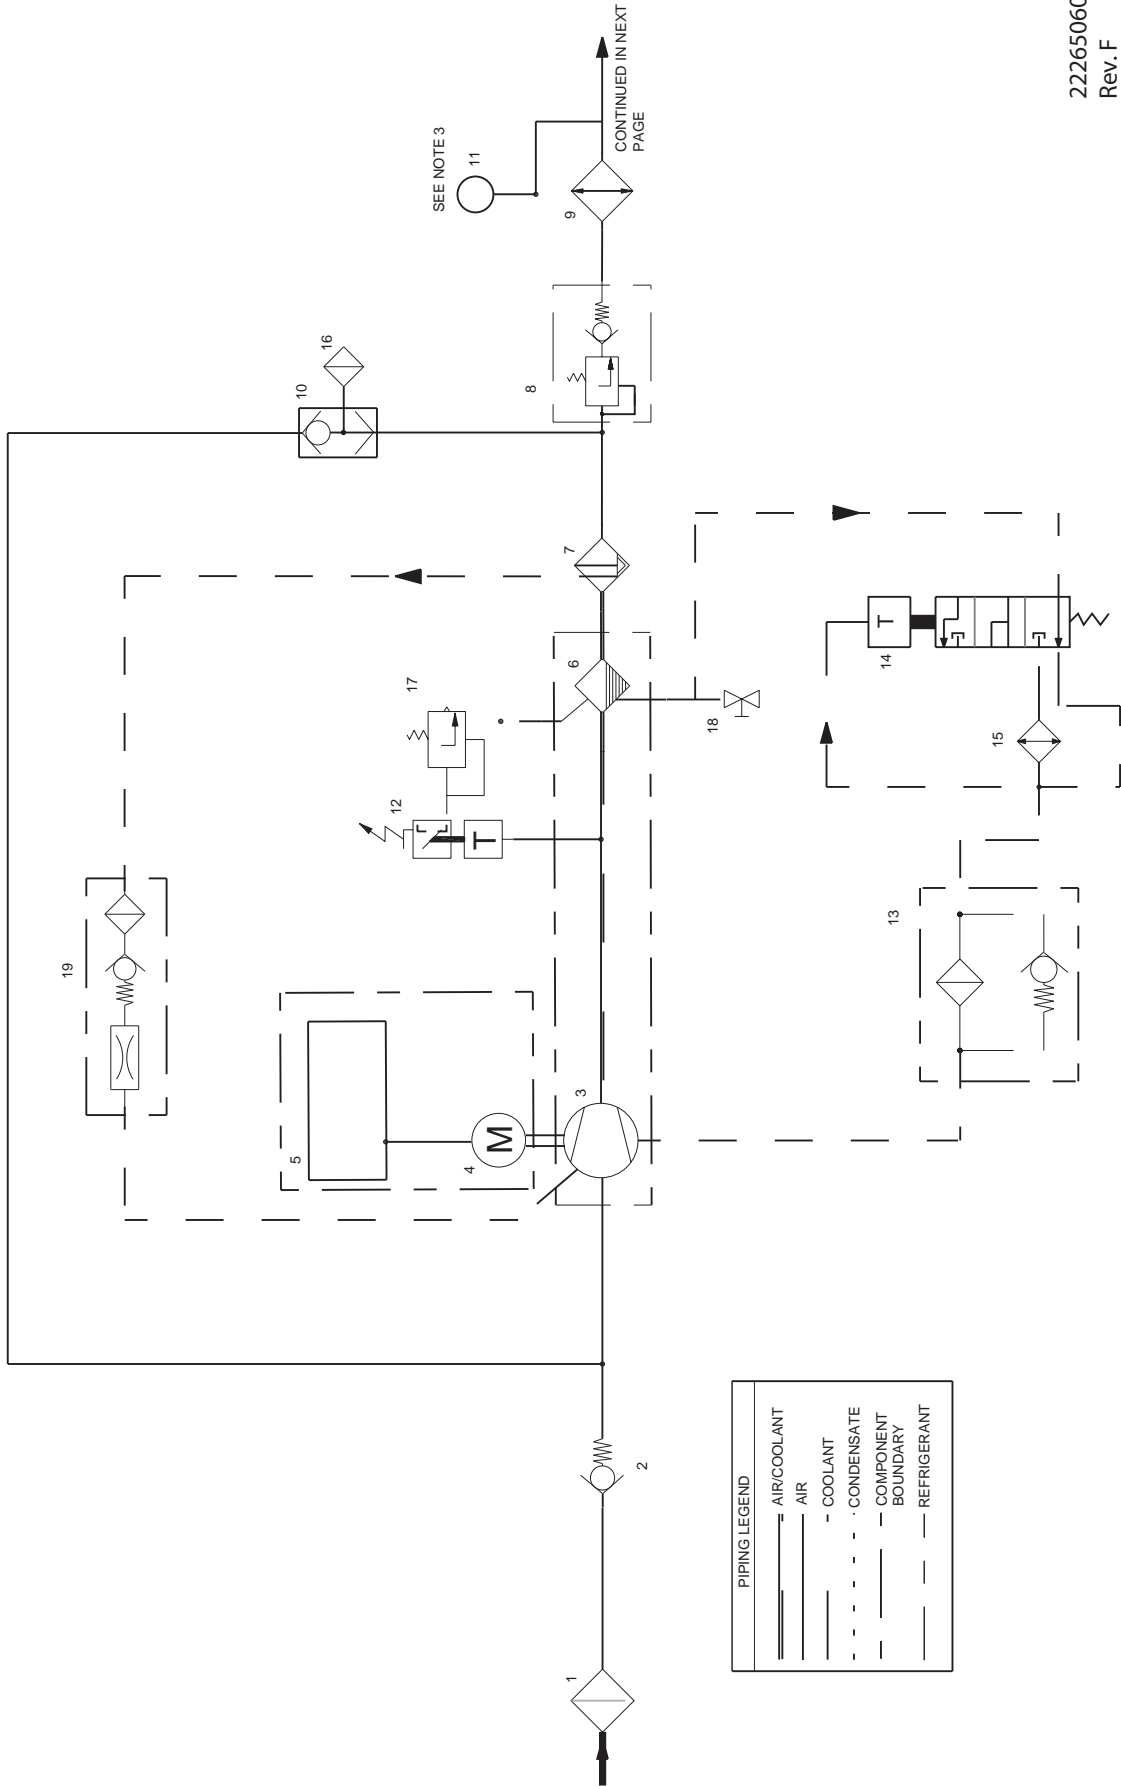 22265060
Rev. F
SEE NOTE 3
11
CONTINUED IN NEXT
PAGE
9
8
10
16
7
6
17
12
18
14
T
15
13
19
5
4
M
3
T
2
1
PIPING LEGEND
AIR/COOLANT
AIR
COOLANT
CONDENSATE
COMPONENT
BOUNDARY
REFRIGERANT